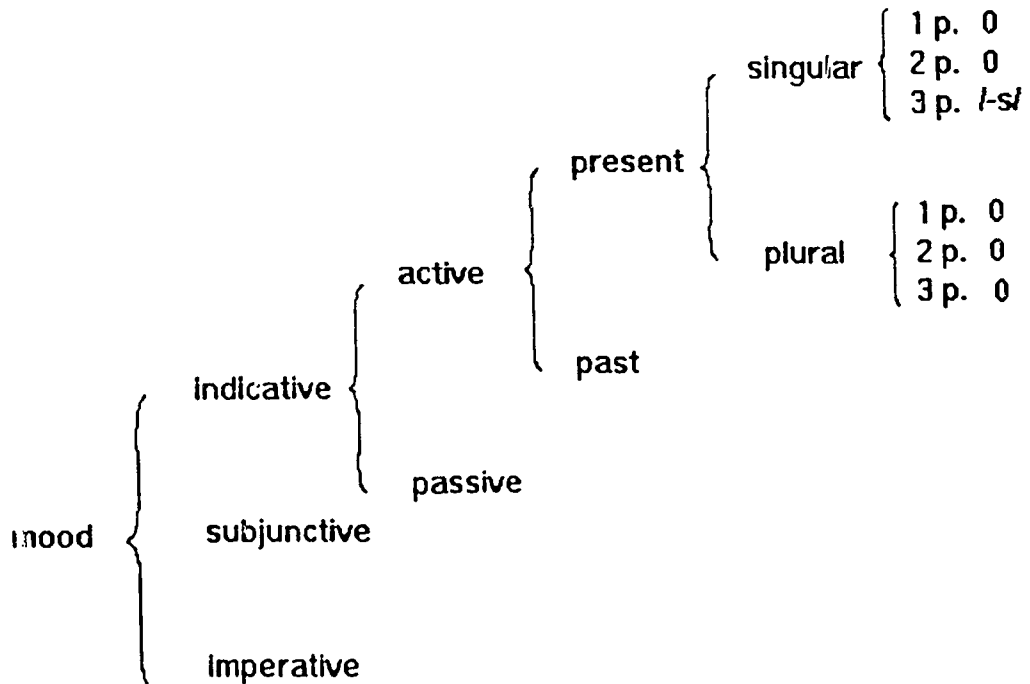 1 p. 0
singular 2 p. 0
3 p. /-s/
present
1 p. 0
plural 2 p. 0
3 p. 0
active
past
indicative
passive
mood subjunctive
imperative